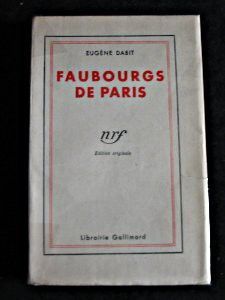 EUGÈNE DABIT
FAUBOURGS
DE PARIS
nrf
Édition originale
Librairie Gallimard